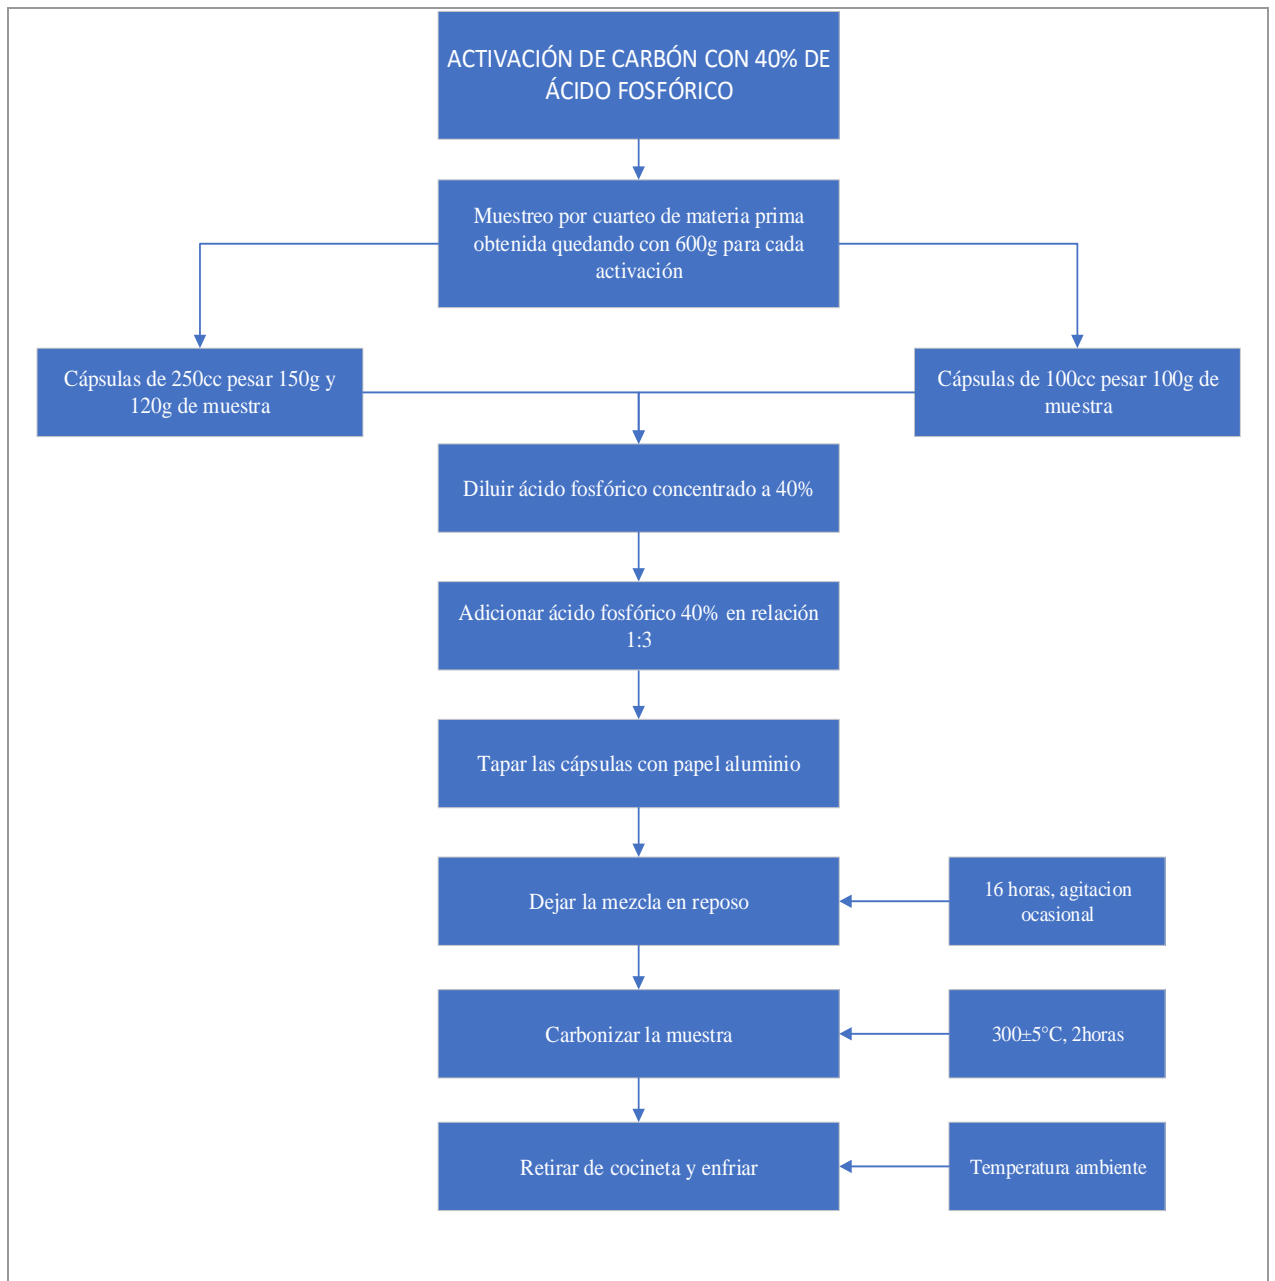 ACTIVACIÓN DE CARBÓN CON 40% DE
ÁCIDO FOSFÓRICO
Muestreo por cuarteo de materia prima
obtenida quedando con 600g para cada
activación
Cápsulas de 250cc pesar 150g y
120g de muestra
Cápsulas de 100cc pesar 100g de
muestra
Diluir ácido fosfórico concentrado a 40%
Adicionar ácido fosfórico 40% en relación
1:3
Tapar las cápsulas con papel aluminio
Dejar la mezcla en reposo
16 horas, agitacion
ocasional
Carbonizar la muestra
300±5°C, 2horas
Retirar de cocineta y enfriar
Temperatura ambiente